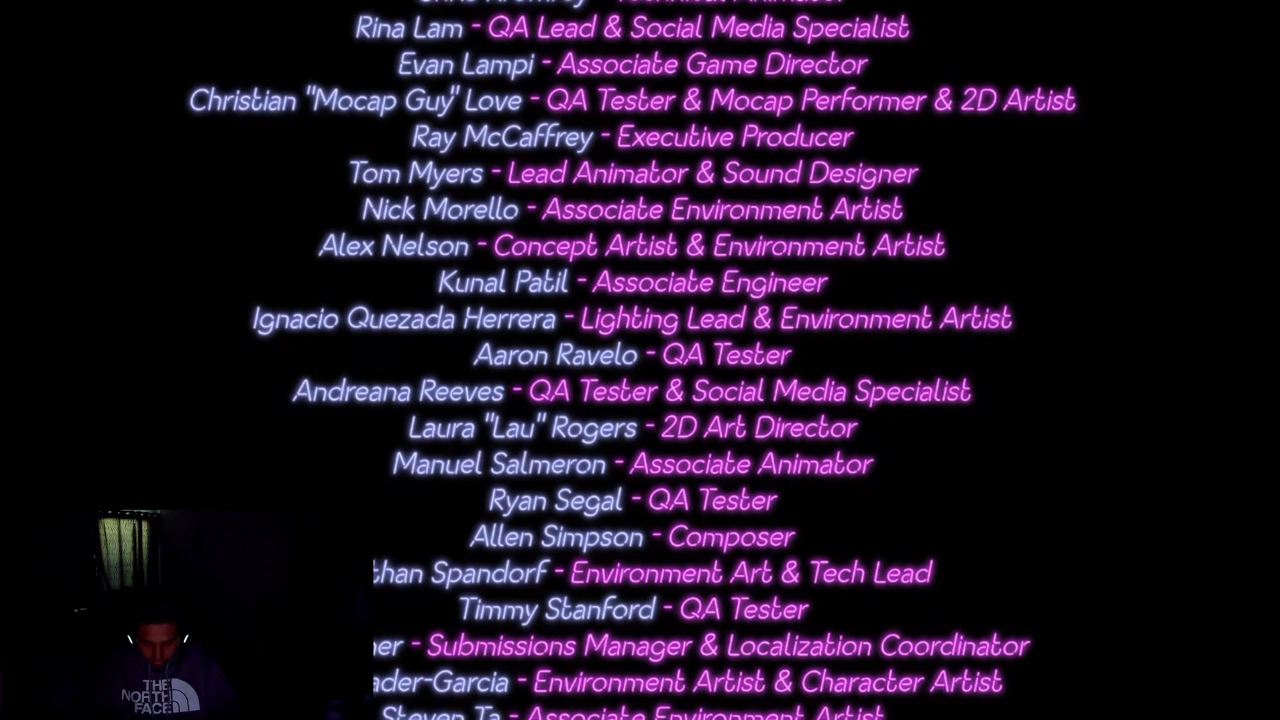 Rina Lam - QA Lead & Social Media Specialist
Evan Lampi - Associate Game Director
Christian "Mocap Guy" Love - QA Tester & Mocap Performer & 2D Artist
Ray McCaffrey - Executive Producer
Tom Myers - Lead Animator & Sound Designer
Nick Morello - Associate Environment Artist
Alex Nelson - Concept Artist & Environment Artist
Kunal Patil - Associate Engineer
Ignacio Quezada Herrera - Lighting Lead & Environment Artist
Aaron Ravelo - QA Tester
Andreana Reeves - QA Tester & Social Media Specialist
Laura "Lau" Rogers - 2D Art Director
Manuel Salmeron - Associate Animator
Ryan Segal - QA Tester
Allen Simpson - Composer
than Spandorf - Environment Art & Tech Lead
Timmy Stanford - QA Tester
er - Submissions Manager & Localization Coordinator
ader-Garcia - Environment Artist & Character Artist
Steven Ta - Associate Environment Artist
THE
NORTH
FACE